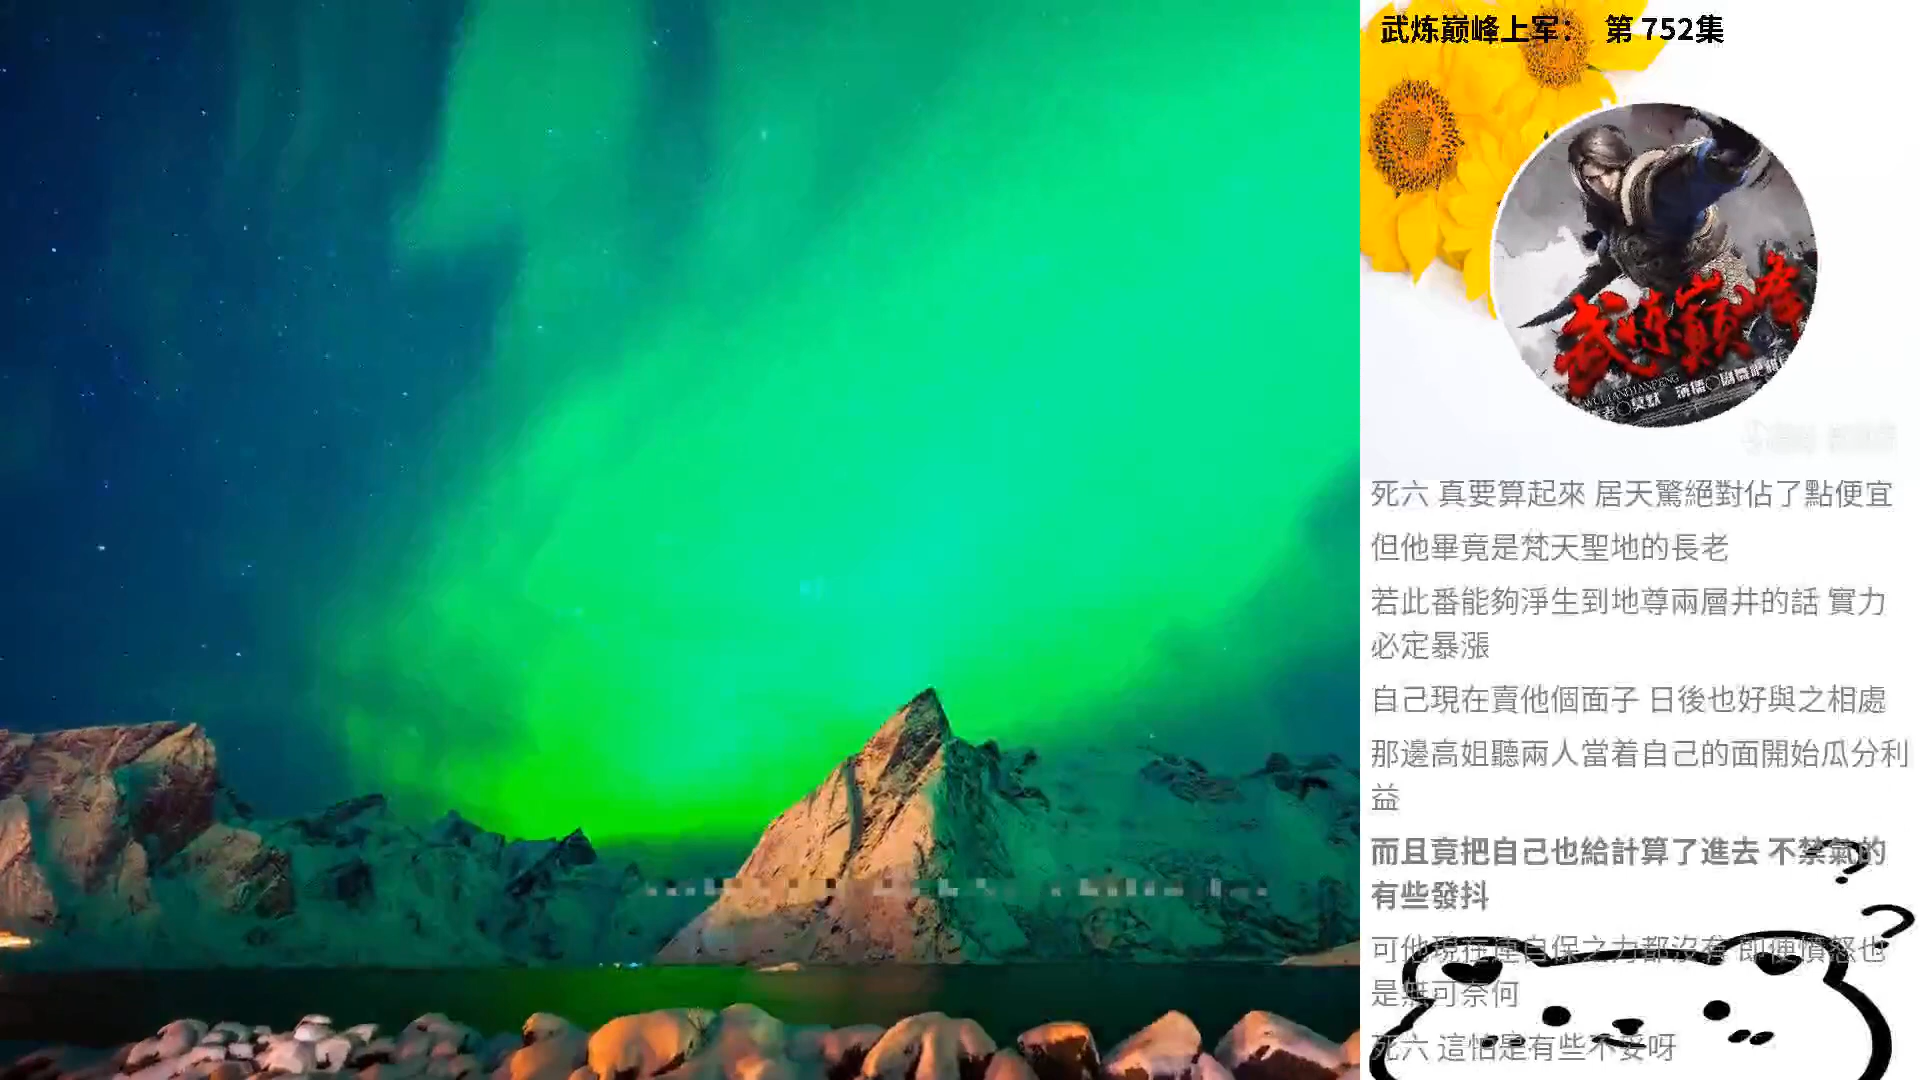 武炼巅峰上军： 第 752集
武炼巅峰
WULIANDIANFENG
死六 真要算起來 居天驚絕對佔了點便宜
但他畢竟是梵天聖地的長老
若此番能夠淨生到地尊兩層井的話 實力
必定暴漲
自己現在賣他個面子 日後也好與之相處
那邊高姐聽兩人當着自己的面開始瓜分利
益
而且竟把自己也給計算了進去 不禁氣的
有些發抖
可他現在連自保之力都沒有 即便憤怒也
是無可奈何
死六 這怕是有些不妥呀